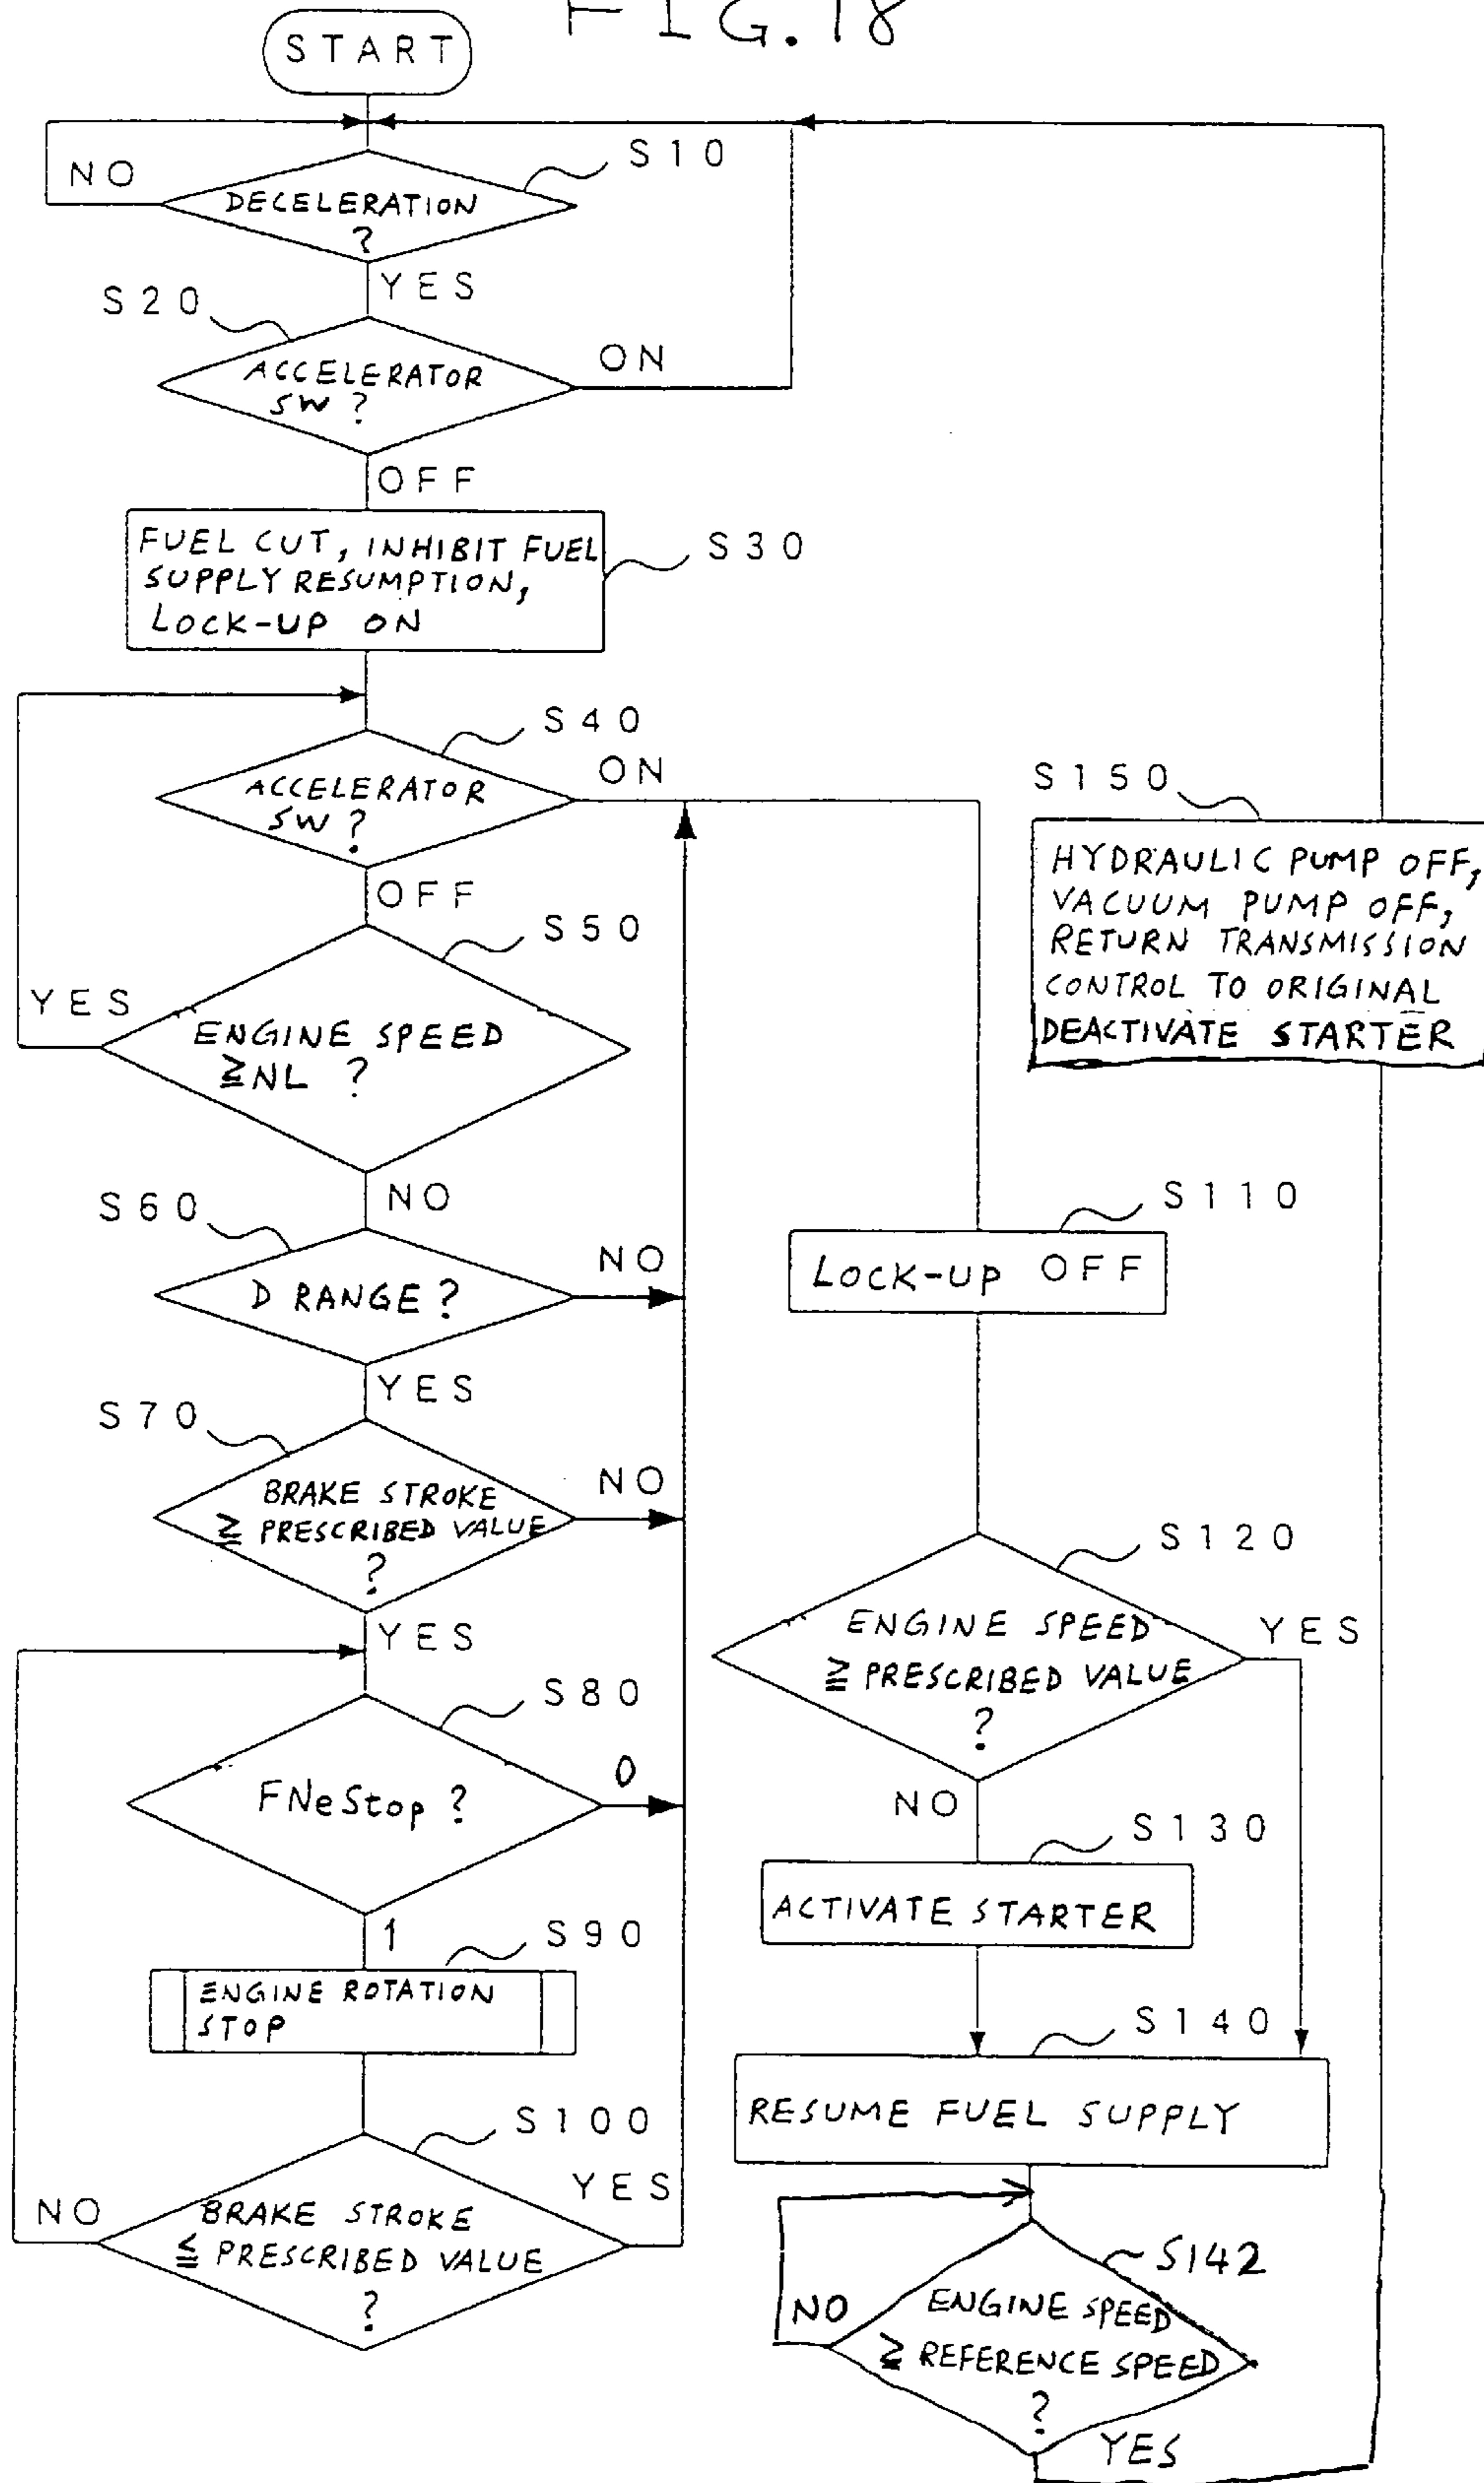 FIG. 18
START
NO
S10
DECELERATION
?
YES
S20
ACCELERATOR
SW ?
ON
OFF
FUEL CUT, INHIBIT FUEL
SUPPLY RESUMPTION,
LOCK-UP ON
S30
S40
ACCELERATOR
SW ?
ON
OFF
S50
YES
ENGINE SPEED
≧NL ?
NO
S60
D RANGE ?
NO
YES
S70
BRAKE STROKE
≧ PRESCRIBED VALUE
?
NO
YES
S80
FNeStop ?
0
1
S90
ENGINE ROTATION
STOP
S100
YES
NO
BRAKE STROKE
≦ PRESCRIBED VALUE
?
S150
HYDRAULIC PUMP OFF,
VACUUM PUMP OFF,
RETURN TRANSMISSION
CONTROL TO ORIGINAL
DEACTIVATE STARTER
S110
LOCK-UP OFF
S120
ENGINE SPEED
≧ PRESCRIBED VALUE
?
YES
NO
S130
ACTIVATE STARTER
S140
RESUME FUEL SUPPLY
S142
NO
ENGINE SPEED
≧ REFERENCE SPEED
?
YES